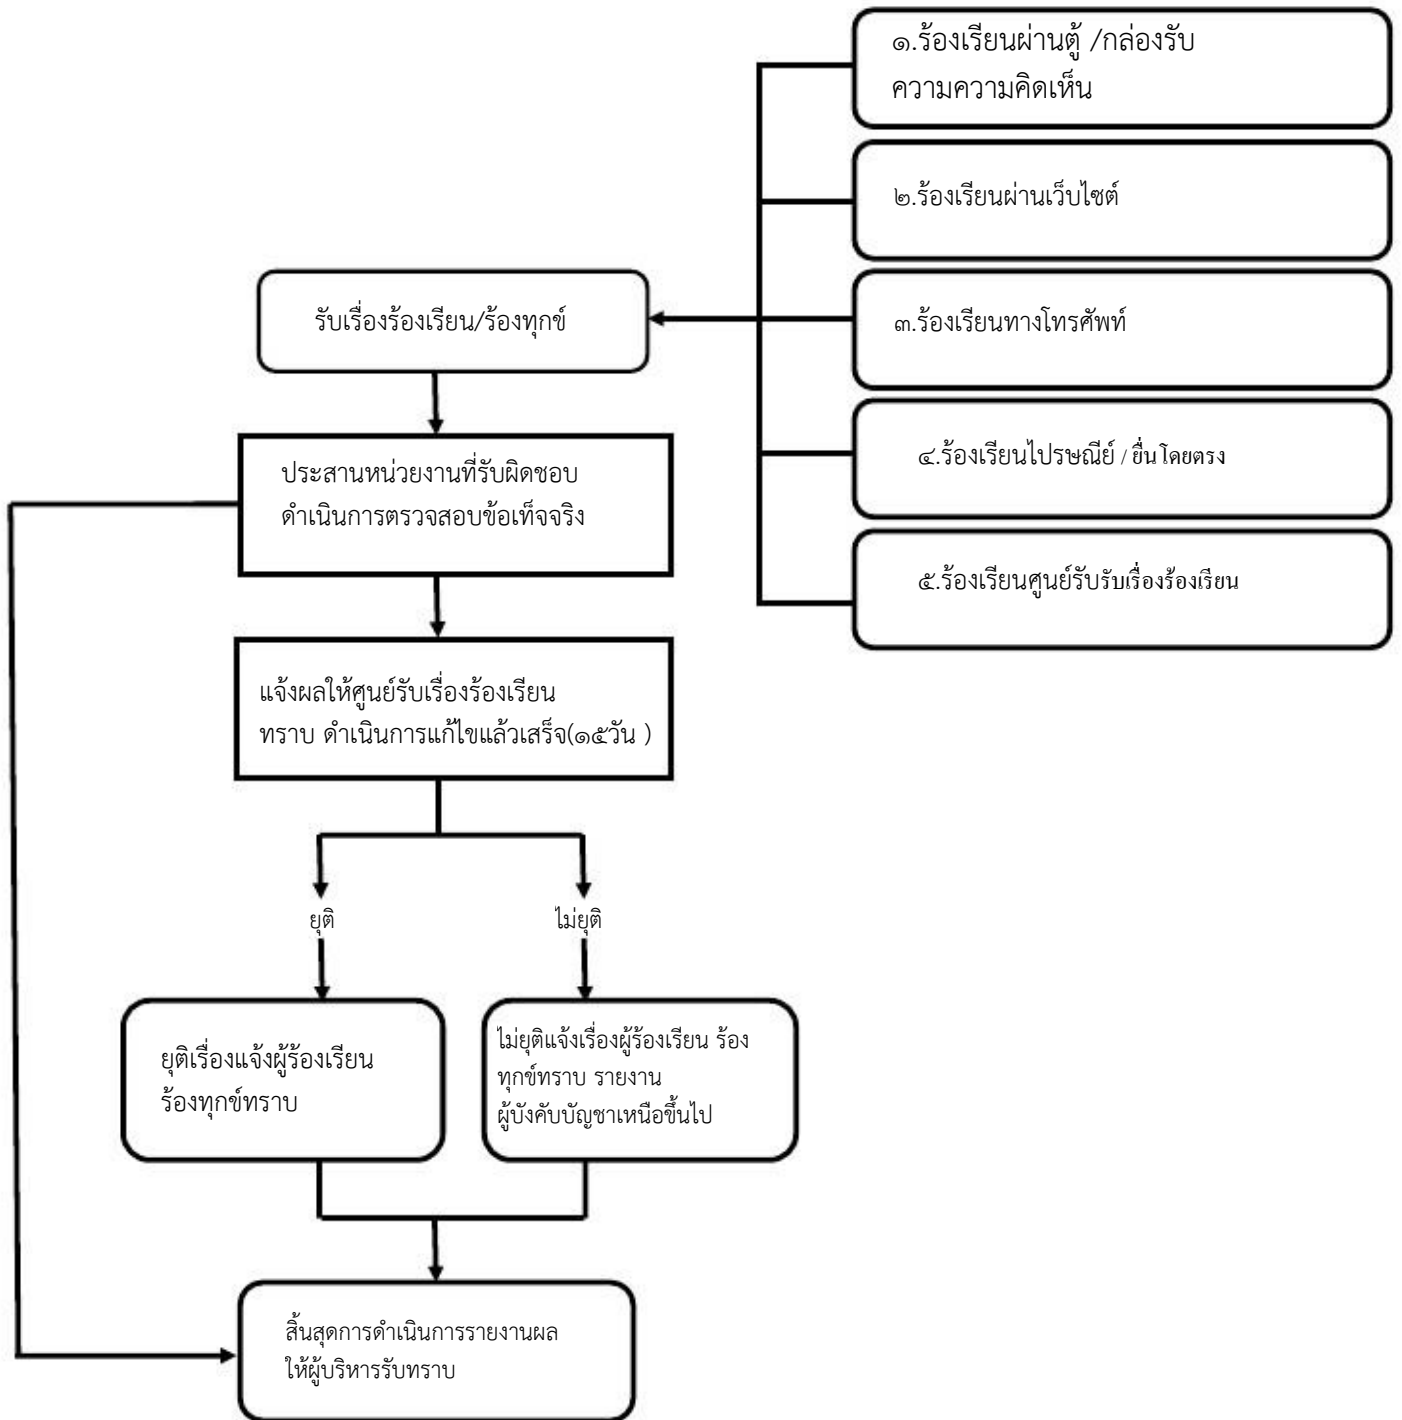 ๑.ร้องเรียนผ่านตู้ /กล่องรับ
ความความคิดเห็น
๒.ร้องเรียนผ่านเว็บไซต์
รับเรื่องร้องเรียน/ร้องทุกข์
๓.ร้องเรียนทางโทรศัพท์
ประสานหน่วยงานที่รับผิดชอบ
ดำเนินการตรวจสอบข้อเท็จจริง
๔.ร้องเรียนไปรษณีย์ / ยื่นโดยตรง
๕.ร้องเรียนศูนย์รับรับเรื่องร้องเรียน
แจ้งผลให้ศูนย์รับเรื่องร้องเรียน
ทราบ ดำเนินการแก้ไขแล้วเสร็จ(๑๕วัน )
ยุติ
ไม่ยุติ
ยุติเรื่องแจ้งผู้ร้องเรียน
ร้องทุกข์ทราบ
ไม่ยุติแจ้งเรื่องผู้ร้องเรียน ร้อง
ทุกข์ทราบ รายงาน
ผู้บังคับบัญชาเหนือขึ้นไป
สิ้นสุดการดำเนินการรายงานผล
ให้ผู้บริหารรับทราบ